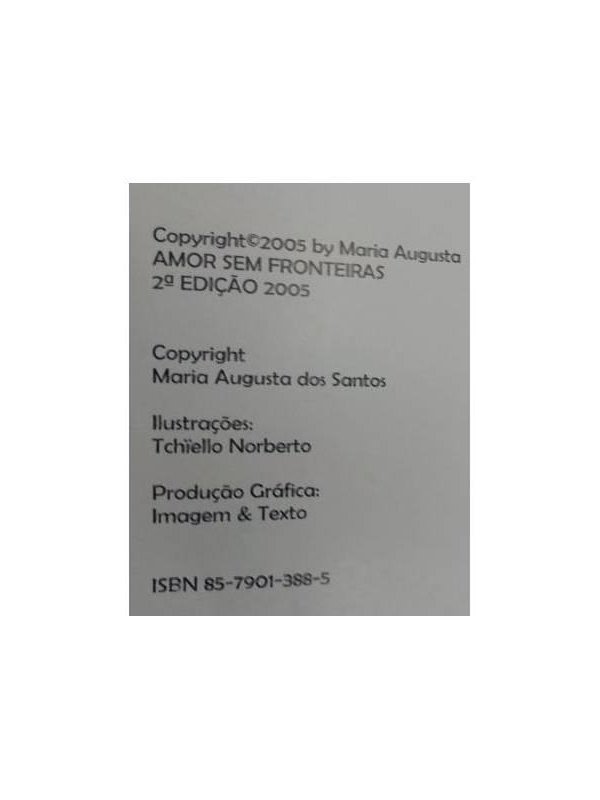 Copyright©2005 by Maria Augusta
AMOR SEM FRONTEIRAS
2ª EDIÇÃO 2005
Copyright
Maria Augusta dos Santos
Ilustrações:
Tchïello Norberto
Produção Gráfica:
Imagem & Texto
ISBN 85-7901-388-5